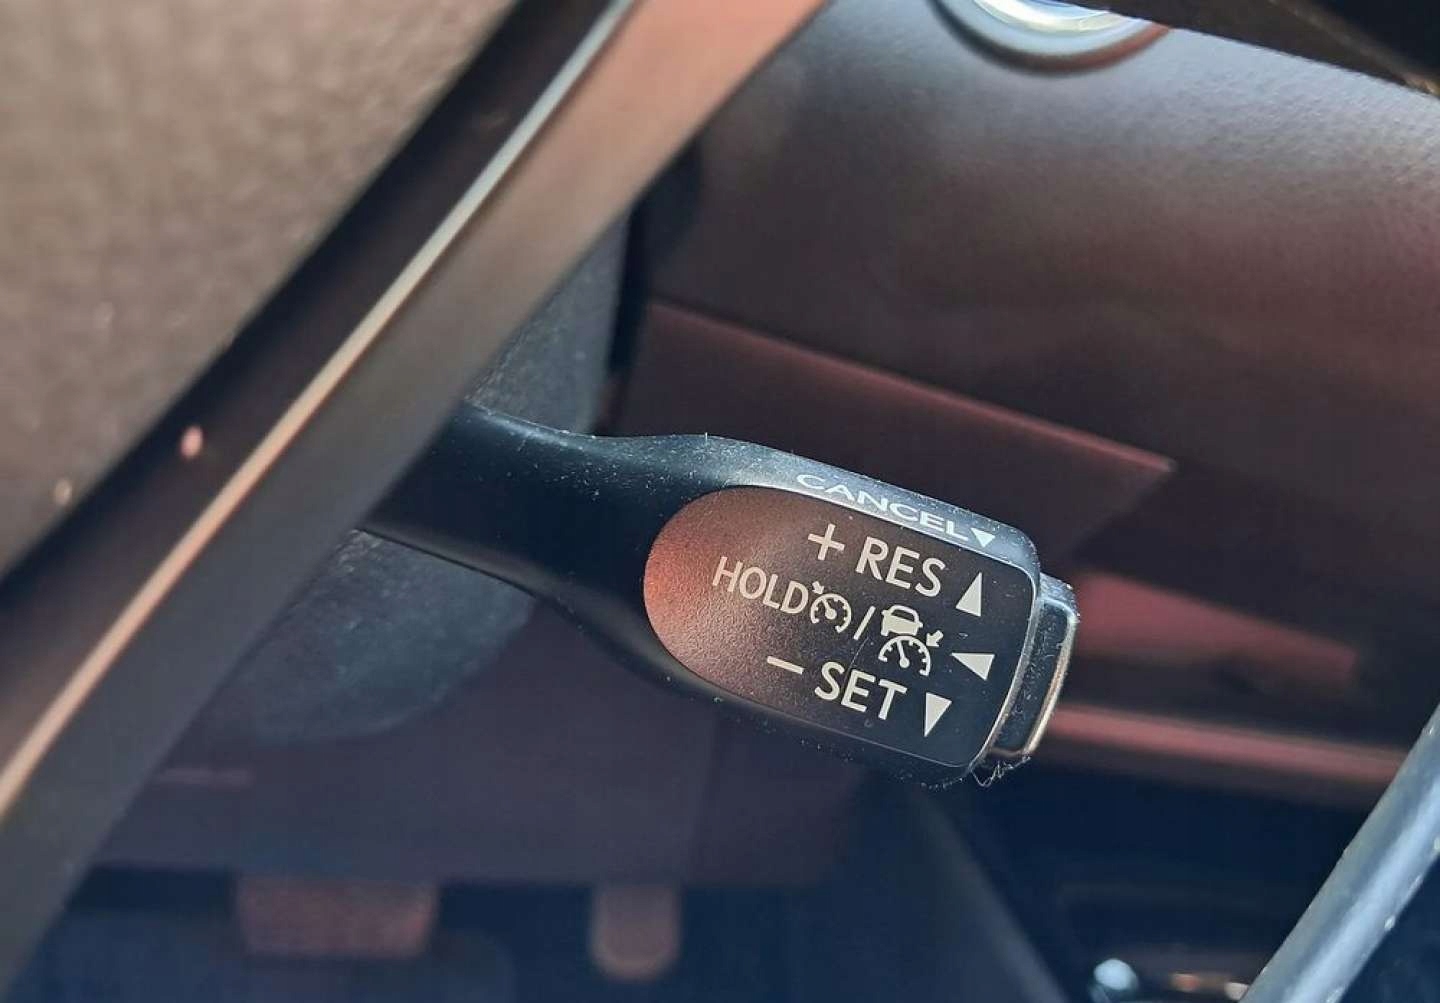 CANCEL▼
+ RES ▲
HOLD / ◀
− SET ▼